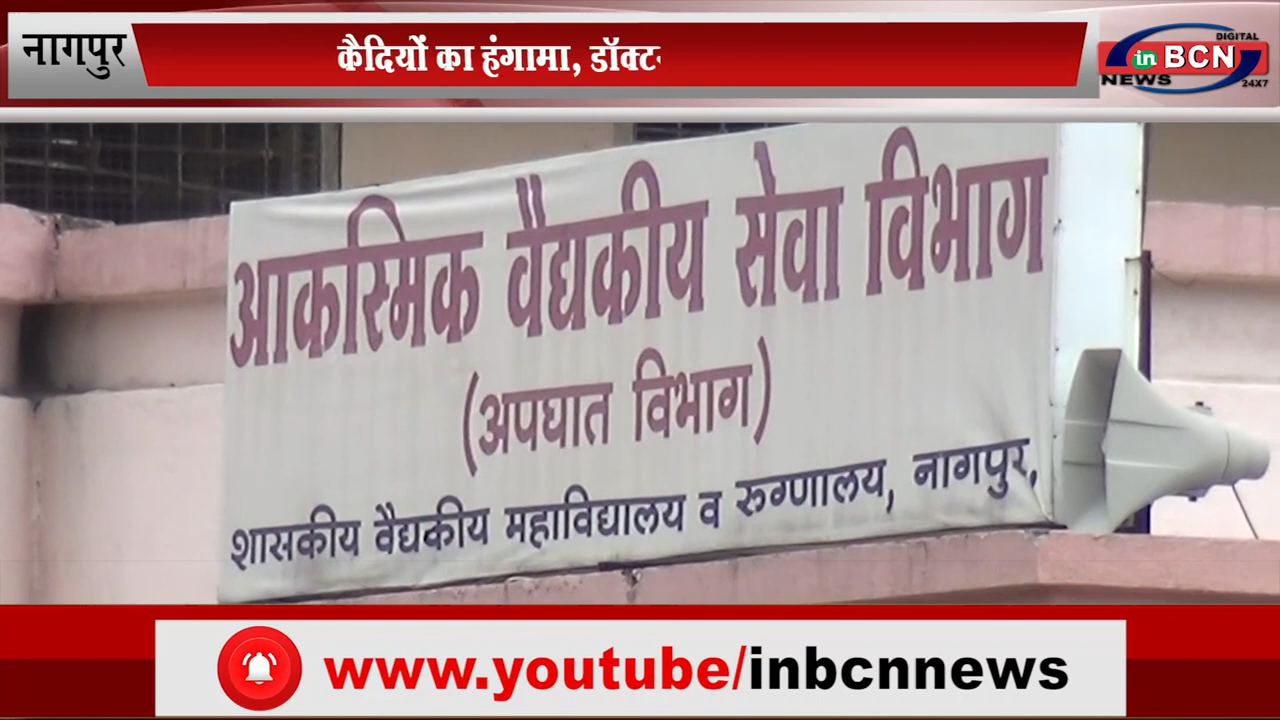 नागपुर
कैदियों का हंगामा,
DIGITAL
in BCN
NEWS 24X7
आकस्मिक वैद्यकीय सेवा विभाग
(अपघात विभाग)
शासकीय वैद्यकीय महाविद्यालय व रुग्णालय, नागपुर,
www.youtube/inbcnnews